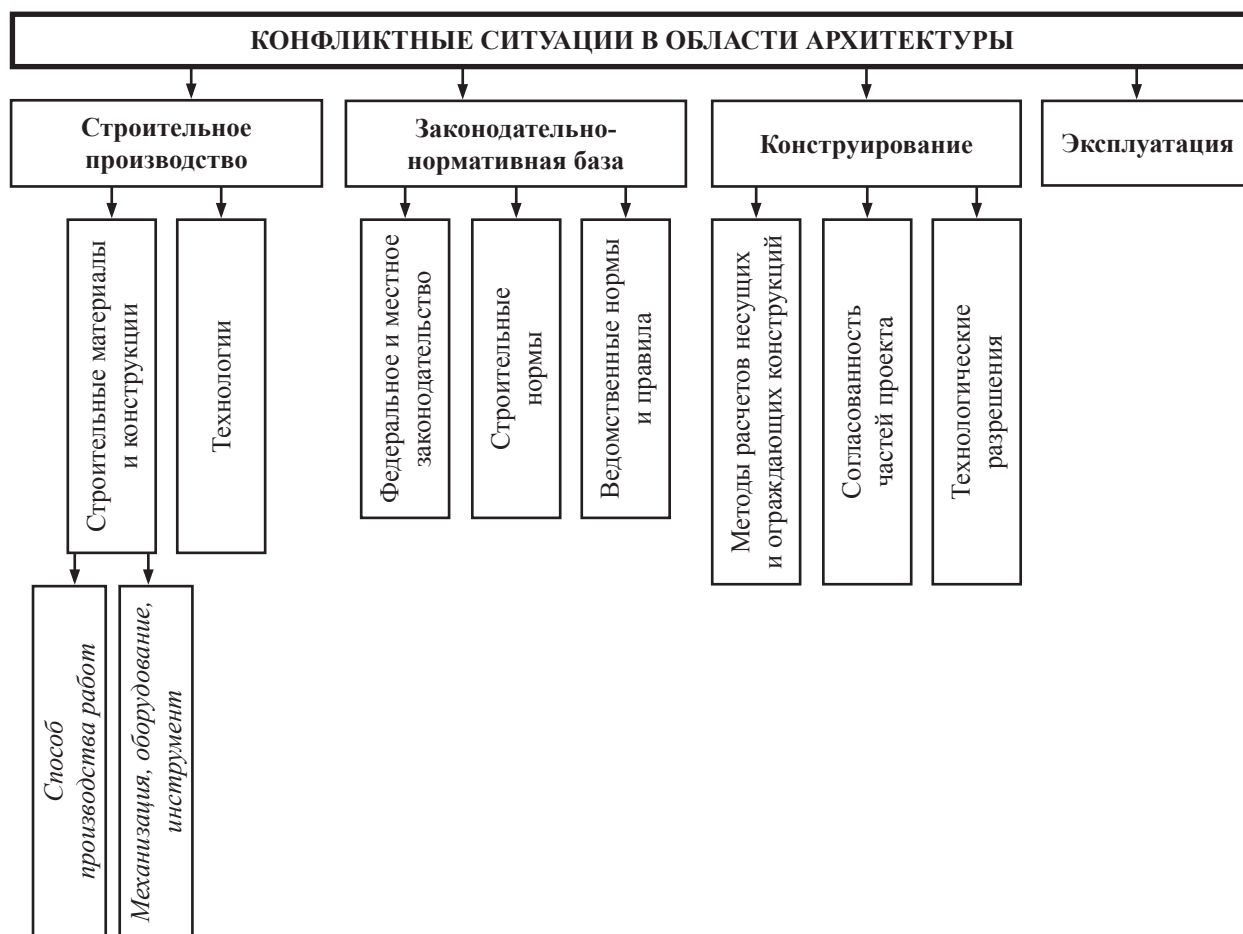 КОНФЛИКТНЫЕ СИТУАЦИИ В ОБЛАСТИ АРХИТЕКТУРЫ
Строительное
производство
Законодательно-
нормативная база
Конструирование
Эксплуатация
Строительные материалы
и конструкции
Технологии
Федеральное и местное
законодательство
Строительные
нормы
Ведомственные нормы
и правила
Методы расчетов несущих
и ограждающих конструкций
Согласованность
частей проекта
Технологические
разрешения
Способ
производства работ
Механизация, оборудование,
инструмент